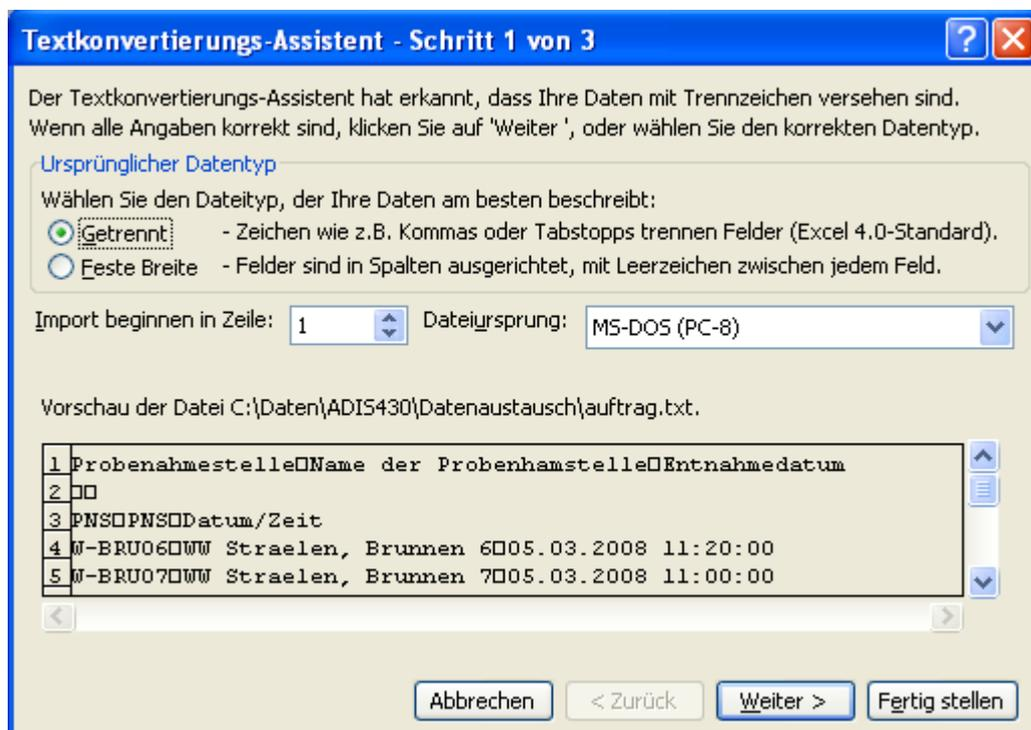 Textkonvertierungs-Assistent - Schritt 1 von 3
Der Textkonvertierungs-Assistent hat erkannt, dass Ihre Daten mit Trennzeichen versehen sind.
Wenn alle Angaben korrekt sind, klicken Sie auf 'Weiter ', oder wählen Sie den korrekten Datentyp.
Ursprünglicher Datentyp
Wählen Sie den Dateityp, der Ihre Daten am besten beschreibt:
Getrennt - Zeichen wie z.B. Kommas oder Tabstopps trennen Felder (Excel 4.0-Standard).
Feste Breite - Felder sind in Spalten ausgerichtet, mit Leerzeichen zwischen jedem Feld.
Import beginnen in Zeile: 1 Dateiursprung: MS-DOS (PC-8)
Vorschau der Datei C:\Daten\ADIS430\Datenaustausch\auftrag.txt.
1 Probenahmestelle□Name der Probenhamstelle□Entnahmedatum
2 □□
3 PNS□PNS□Datum/Zeit
4 W-BRU06□WW Straelen, Brunnen 6□05.03.2008 11:20:00
5 W-BRU07□WW Straelen, Brunnen 7□05.03.2008 11:00:00
Abbrechen < Zurück Weiter > Fertig stellen